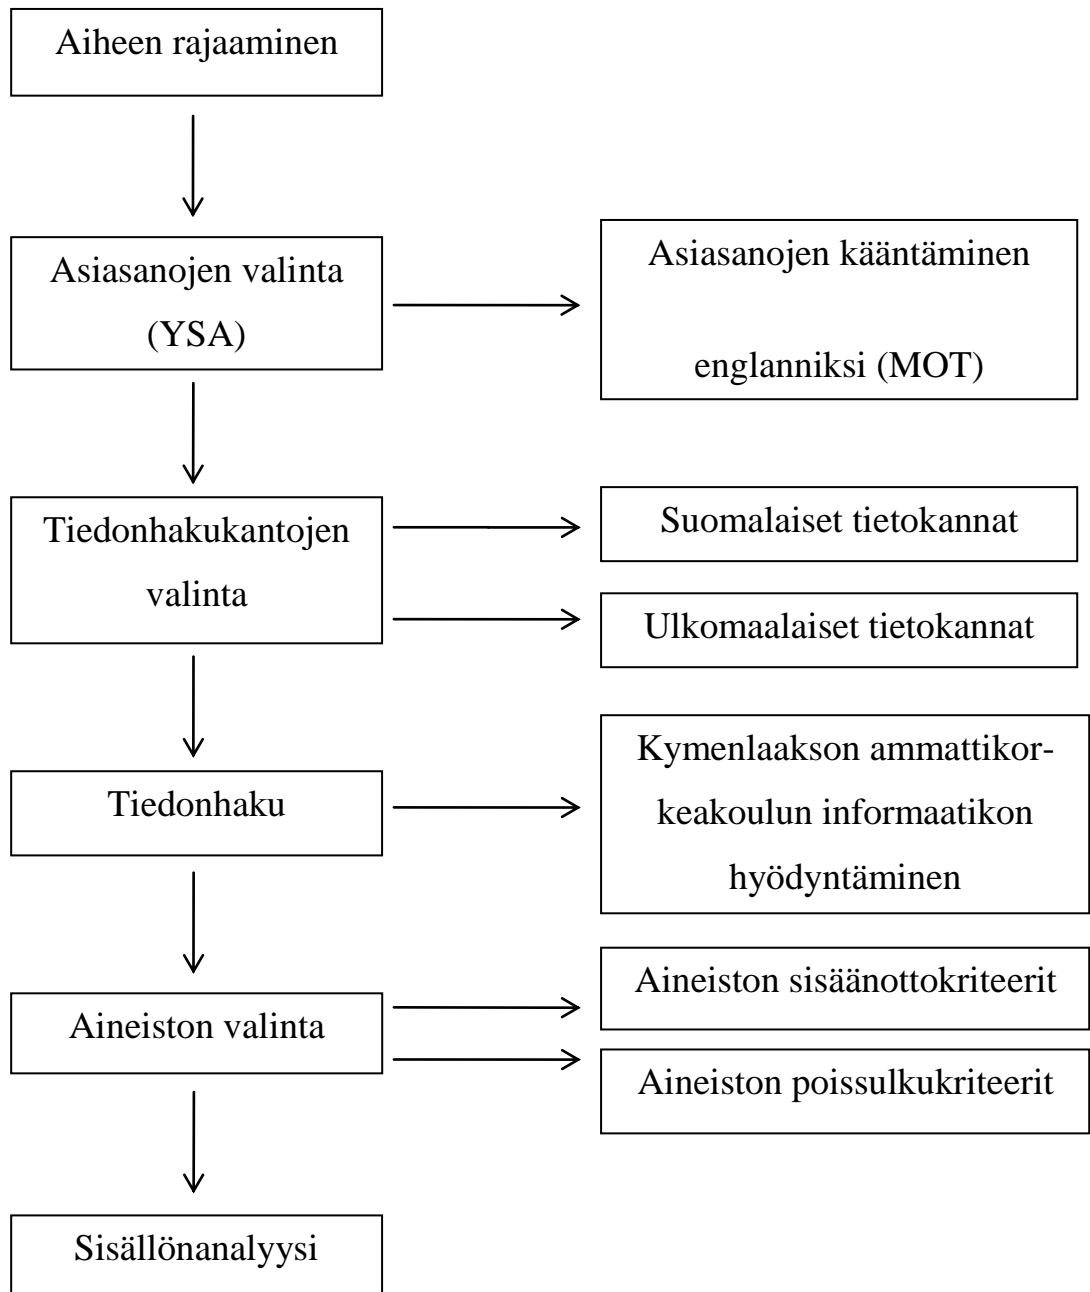 Aiheen rajaaminen
Asiasanojen valinta
(YSA)
Asiasanojen kääntäminen
englanniksi (MOT)
Tiedonhakukantojen
valinta
Suomalaiset tietokannat
Ulkomaalaiset tietokannat
Tiedonhaku
Kymenlaakson ammattikor-
keakoulun informaatikon
hyödyntäminen
Aineiston valinta
Aineiston sisäänottokriteerit
Aineiston poissulkukriteerit
Sisällönanalyysi